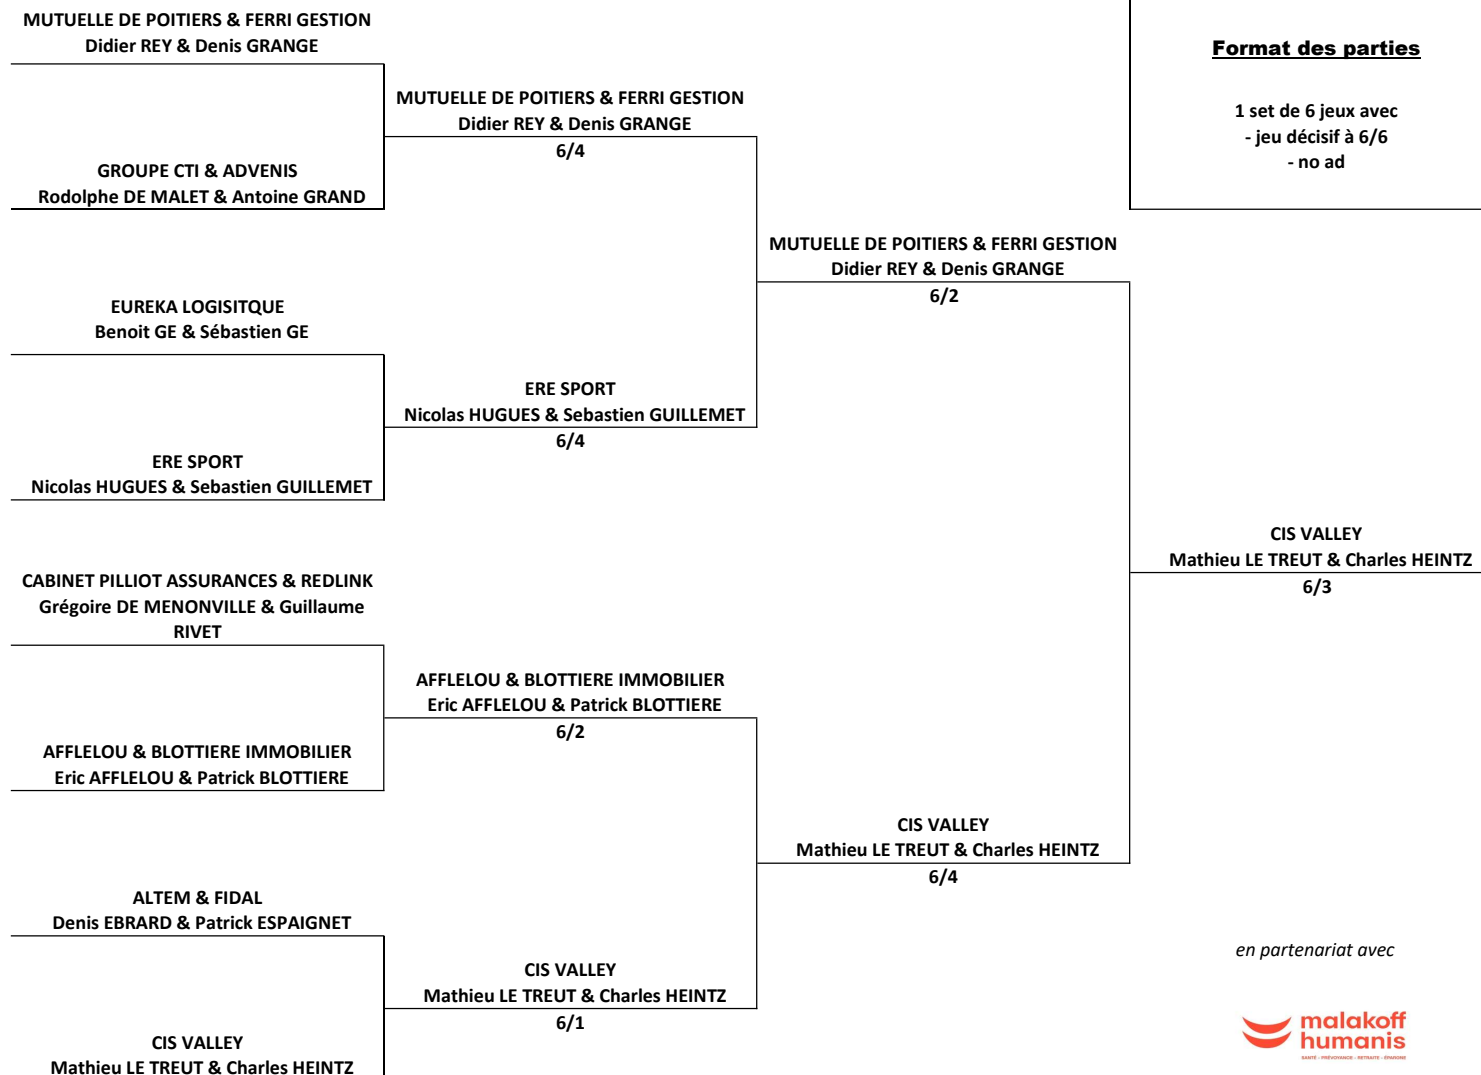 MUTUELLE DE POITIERS & FERRI GESTION
Didier REY & Denis GRANGE
GROUPE CTI & ADVENIS
Rodolphe DE MALET & Antoine GRAND
EUREKA LOGISITQUE
Benoit GE & Sébastien GE
ERE SPORT
Nicolas HUGUES & Sebastien GUILLEMET
CABINET PILLIOT ASSURANCES & REDLINK
Grégoire DE MENONVILLE & Guillaume
RIVET
AFFLELOU & BLOTTIERE IMMOBILIER
Eric AFFLELOU & Patrick BLOTTIERE
ALTEM & FIDAL
Denis EBRARD & Patrick ESPAIGNET
CIS VALLEY
Mathieu LE TREUT & Charles HEINTZ
MUTUELLE DE POITIERS & FERRI GESTION
Didier REY & Denis GRANGE
6/4
ERE SPORT
Nicolas HUGUES & Sebastien GUILLEMET
6/4
AFFLELOU & BLOTTIERE IMMOBILIER
Eric AFFLELOU & Patrick BLOTTIERE
6/2
CIS VALLEY
Mathieu LE TREUT & Charles HEINTZ
6/1
MUTUELLE DE POITIERS & FERRI GESTION
Didier REY & Denis GRANGE
6/2
CIS VALLEY
Mathieu LE TREUT & Charles HEINTZ
6/4
CIS VALLEY
Mathieu LE TREUT & Charles HEINTZ
6/3
Format des parties
1 set de 6 jeux avec
- jeu décisif à 6/6
- no ad
en partenariat avec
malakoff
humanis
SANTÉ - PRÉVOYANCE - RETRAITE - ÉPARGNE